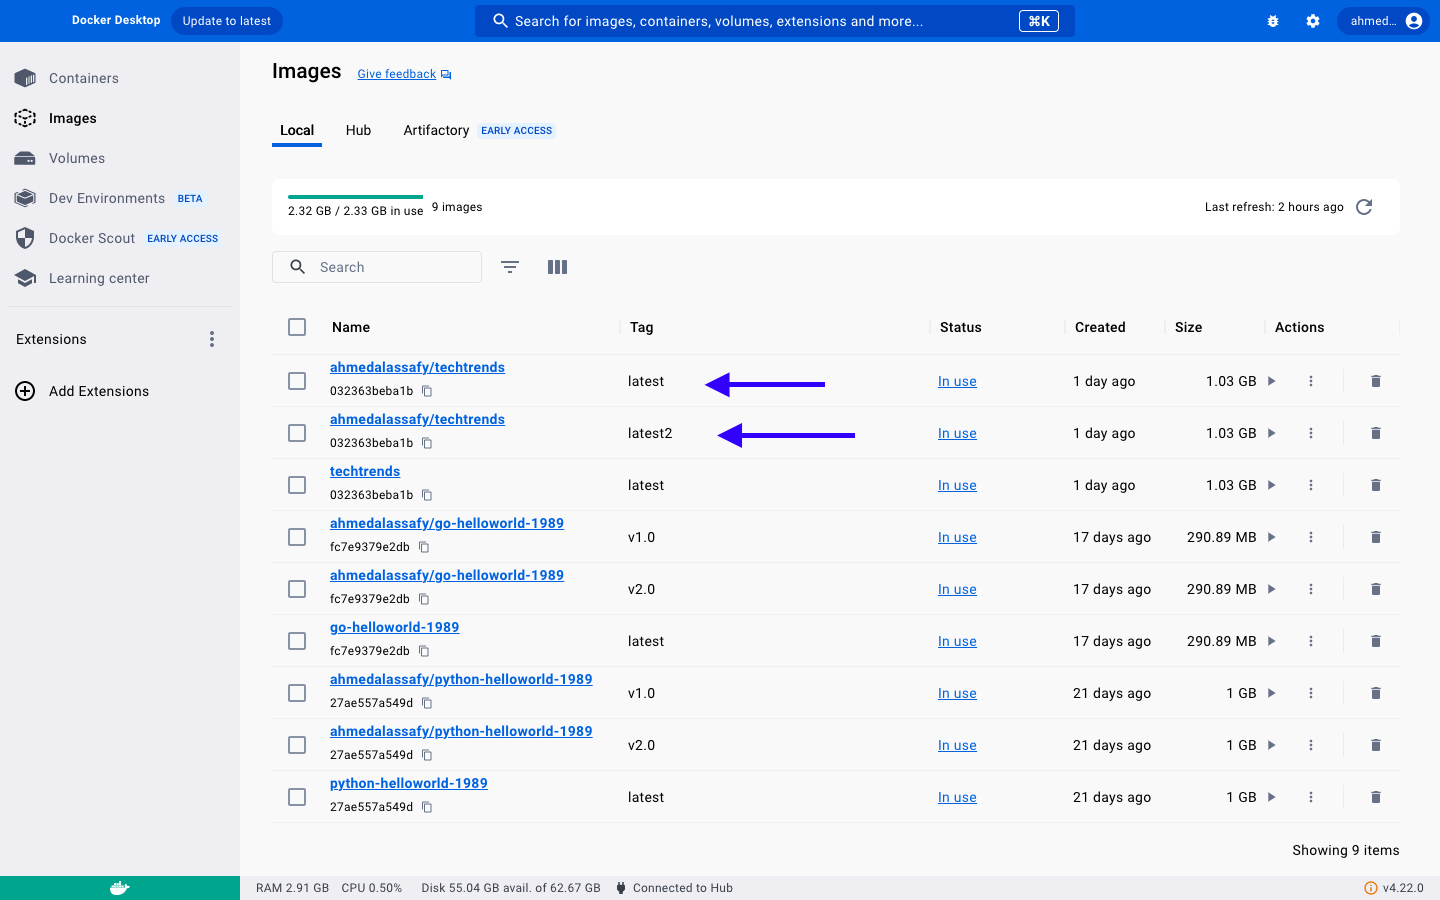 Docker Desktop Update to latest Search for images, containers, volumes, extensions and more... ⌘K ahmed...
Containers
Images
Volumes
Dev Environments BETA
Docker Scout EARLY ACCESS
Learning center
Extensions
Add Extensions
Images Give feedback
Local Hub Artifactory EARLY ACCESS
2.32 GB / 2.33 GB in use 9 images Last refresh: 2 hours ago
Search
Name Tag Status Created Size Actions
ahmedalassafy/techtrends
032363beba1b latest In use 1 day ago 1.03 GB
ahmedalassafy/techtrends
032363beba1b latest2 In use 1 day ago 1.03 GB
techtrends
032363beba1b latest In use 1 day ago 1.03 GB
ahmedalassafy/go-helloworld-1989
fc7e9379e2db v1.0 In use 17 days ago 290.89 MB
ahmedalassafy/go-helloworld-1989
fc7e9379e2db v2.0 In use 17 days ago 290.89 MB
go-helloworld-1989
fc7e9379e2db latest In use 17 days ago 290.89 MB
ahmedalassafy/python-helloworld-1989
27ae557a549d v1.0 In use 21 days ago 1 GB
ahmedalassafy/python-helloworld-1989
27ae557a549d v2.0 In use 21 days ago 1 GB
python-helloworld-1989
27ae557a549d latest In use 21 days ago 1 GB
Showing 9 items
RAM 2.91 GB CPU 0.50% Disk 55.04 GB avail. of 62.67 GB Connected to Hub v4.22.0